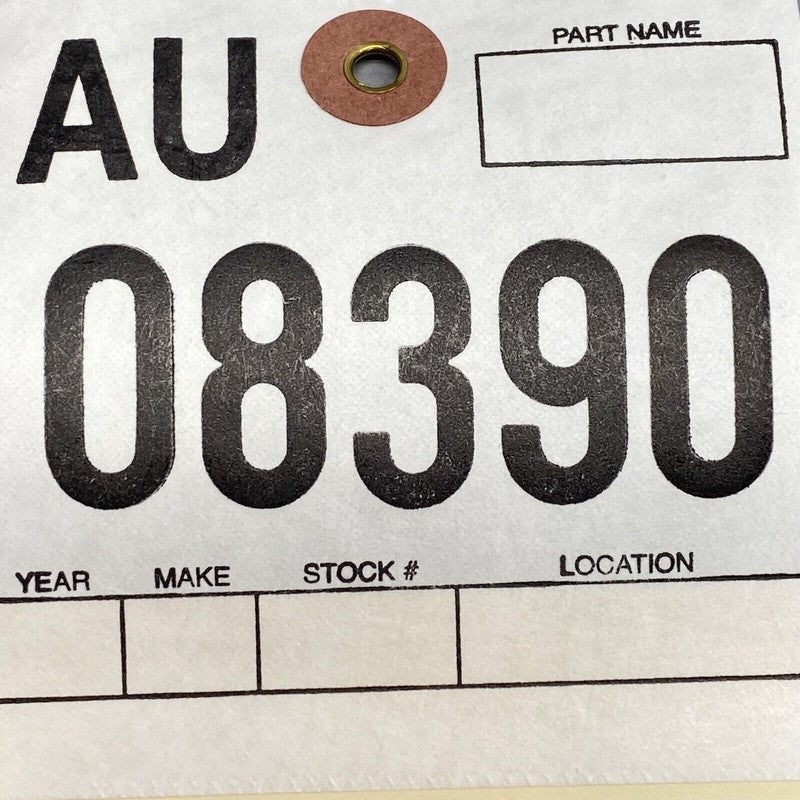 AU
PART NAME
08390
YEAR MAKE STOCK # LOCATION